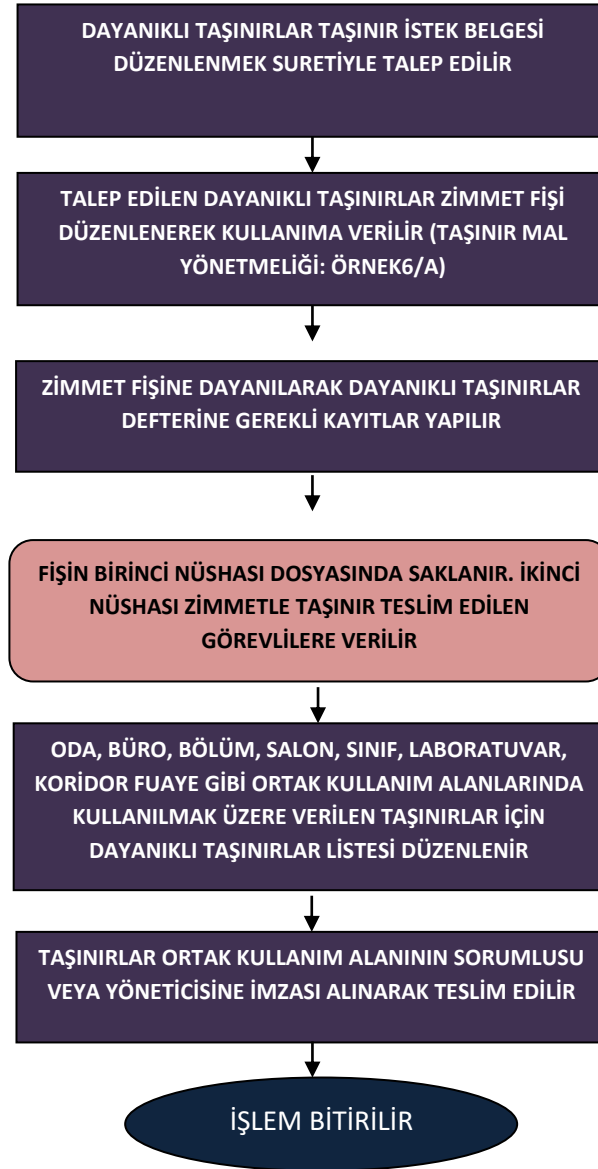 DAYANIKLI TAŞINIRLAR TAŞINIR İSTEK BELGESİ
DÜZENLENMEK SURETİYLE TALEP EDİLİR
TALEP EDİLEN DAYANIKLI TAŞINIRLAR ZİMMET FİŞİ
DÜZENLENEREK KULLANIMA VERİLİR (TAŞINIR MAL
YÖNETMELİĞİ: ÖRNEK6/A)
ZİMMET FİŞİNE DAYANILARAK DAYANIKLI TAŞINIRLAR
DEFTERİNE GEREKLİ KAYITLAR YAPILIR
FİŞİN BİRİNCİ NÜSHASI DOSYASINDA SAKLANIR. İKİNCİ
NÜSHASI ZİMMETLE TAŞINIR TESLİM EDİLEN
GÖREVLİLERE VERİLİR
ODA, BÜRO, BÖLÜM, SALON, SINIF, LABORATUVAR,
KORİDOR FUAYE GİBİ ORTAK KULLANIM ALANLARINDA
KULLANILMAK ÜZERE VERİLEN TAŞINIRLAR İÇİN
DAYANIKLI TAŞINIRLAR LİSTESİ DÜZENLENİR
TAŞINIRLAR ORTAK KULLANIM ALANININ SORUMLUSU
VEYA YÖNETİCİSİNE İMZASI ALINARAK TESLİM EDİLİR
İŞLEM BİTİRİLİR